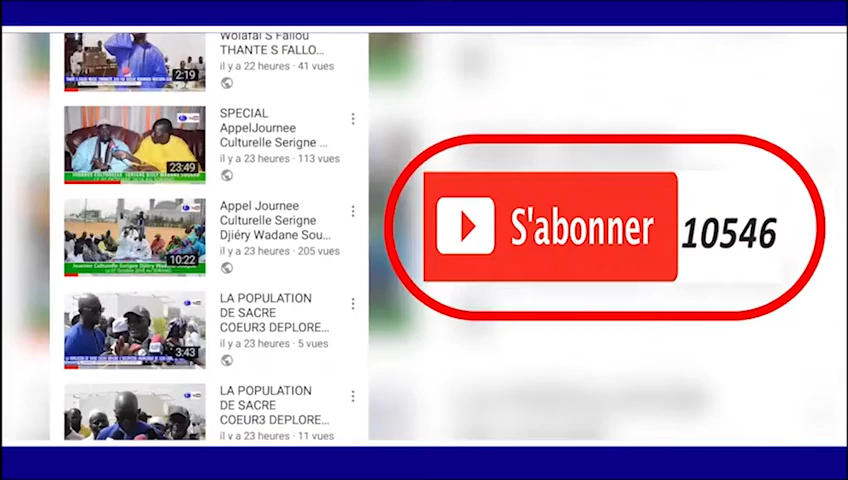 Wolafal S Fallou
THANTE S FALLO...
il y a 22 heures · 41 vues
2:19
SPECIAL
AppelJournee
Culturelle Serigne ...
il y a 23 heures · 113 vues
23:49
Appel Journee
Culturelle Serigne
Djiéry Wadane Sou...
il y a 23 heures · 205 vues
10:22
LA POPULATION
DE SACRE
COEUR3 DEPLORE...
il y a 23 heures · 5 vues
3:43
LA POPULATION
DE SACRE
COEUR3 DEPLORE...
il y a 23 heures · 11 vues
S'abonner
10546